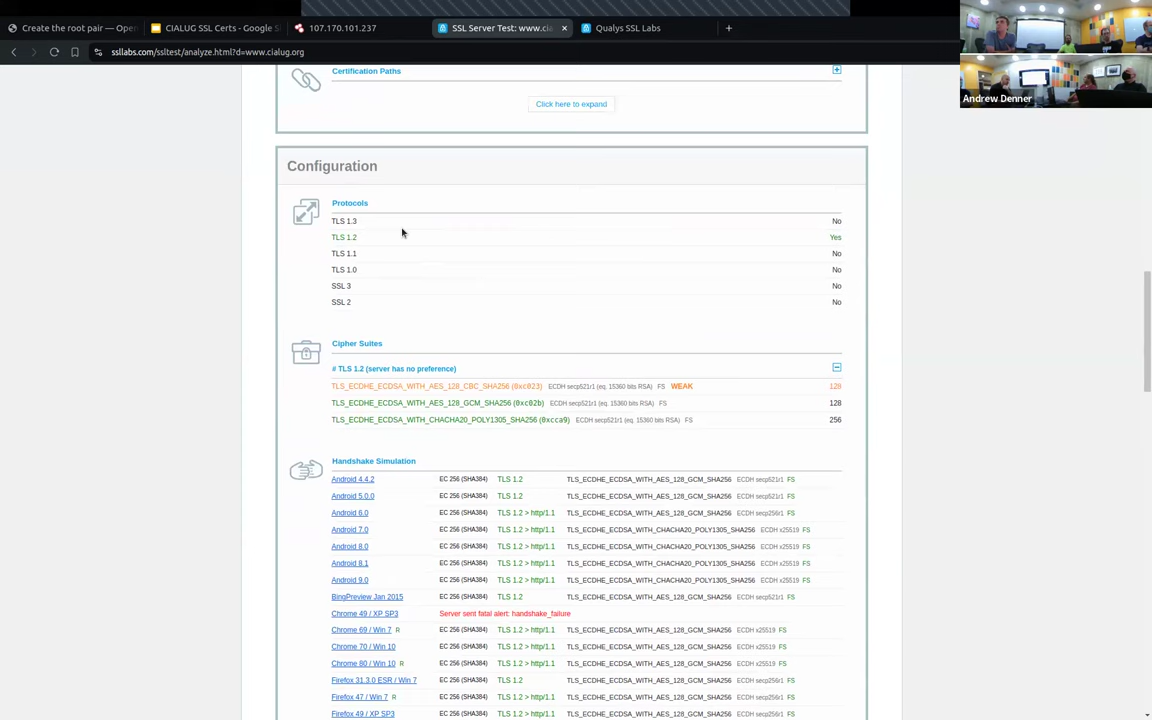 Create the root pair — Open
CIALUG SSL Certs - Google S
107.170.101.237
SSL Server Test: www.cia
Qualys SSL Labs
ssllabs.com/ssltest/analyze.html?d=www.cialug.org
Andrew Denner
Certification Paths
Click here to expand
Configuration
Protocols
TLS 1.3 No
TLS 1.2 Yes
TLS 1.1 No
TLS 1.0 No
SSL 3 No
SSL 2 No
Cipher Suites
# TLS 1.2 (server has no preference)
TLS_ECDHE_ECDSA_WITH_AES_128_CBC_SHA256 (0xc023) ECDH secp521r1 (eq. 15360 bits RSA) FS WEAK 128
TLS_ECDHE_ECDSA_WITH_AES_128_GCM_SHA256 (0xc02b) ECDH secp521r1 (eq. 15360 bits RSA) FS 128
TLS_ECDHE_ECDSA_WITH_CHACHA20_POLY1305_SHA256 (0xcca9) ECDH secp521r1 (eq. 15360 bits RSA) FS 256
Handshake Simulation
Android 4.4.2 EC 256 (SHA384) TLS 1.2 TLS_ECDHE_ECDSA_WITH_AES_128_GCM_SHA256 ECDH secp521r1 FS
Android 5.0.0 EC 256 (SHA384) TLS 1.2 TLS_ECDHE_ECDSA_WITH_AES_128_GCM_SHA256 ECDH secp521r1 FS
Android 6.0 EC 256 (SHA384) TLS 1.2 > http/1.1 TLS_ECDHE_ECDSA_WITH_AES_128_GCM_SHA256 ECDH secp256r1 FS
Android 7.0 EC 256 (SHA384) TLS 1.2 > http/1.1 TLS_ECDHE_ECDSA_WITH_CHACHA20_POLY1305_SHA256 ECDH x25519 FS
Android 8.0 EC 256 (SHA384) TLS 1.2 > http/1.1 TLS_ECDHE_ECDSA_WITH_CHACHA20_POLY1305_SHA256 ECDH x25519 FS
Android 8.1 EC 256 (SHA384) TLS 1.2 > http/1.1 TLS_ECDHE_ECDSA_WITH_CHACHA20_POLY1305_SHA256 ECDH x25519 FS
Android 9.0 EC 256 (SHA384) TLS 1.2 > http/1.1 TLS_ECDHE_ECDSA_WITH_CHACHA20_POLY1305_SHA256 ECDH x25519 FS
BingPreview Jan 2015 EC 256 (SHA384) TLS 1.2 TLS_ECDHE_ECDSA_WITH_AES_128_GCM_SHA256 ECDH secp521r1 FS
Chrome 49 / XP SP3 Server sent fatal alert: handshake_failure
Chrome 69 / Win 7 R EC 256 (SHA384) TLS 1.2 > http/1.1 TLS_ECDHE_ECDSA_WITH_AES_128_GCM_SHA256 ECDH x25519 FS
Chrome 70 / Win 10 EC 256 (SHA384) TLS 1.2 > http/1.1 TLS_ECDHE_ECDSA_WITH_AES_128_GCM_SHA256 ECDH x25519 FS
Chrome 80 / Win 10 R EC 256 (SHA384) TLS 1.2 > http/1.1 TLS_ECDHE_ECDSA_WITH_AES_128_GCM_SHA256 ECDH x25519 FS
Firefox 31.3.0 ESR / Win 7 EC 256 (SHA384) TLS 1.2 TLS_ECDHE_ECDSA_WITH_AES_128_GCM_SHA256 ECDH secp256r1 FS
Firefox 47 / Win 7 R EC 256 (SHA384) TLS 1.2 > http/1.1 TLS_ECDHE_ECDSA_WITH_AES_128_GCM_SHA256 ECDH secp256r1 FS
Firefox 49 / XP SP3 EC 256 (SHA384) TLS 1.2 > http/1.1 TLS_ECDHE_ECDSA_WITH_AES_128_GCM_SHA256 ECDH secp256r1 FS